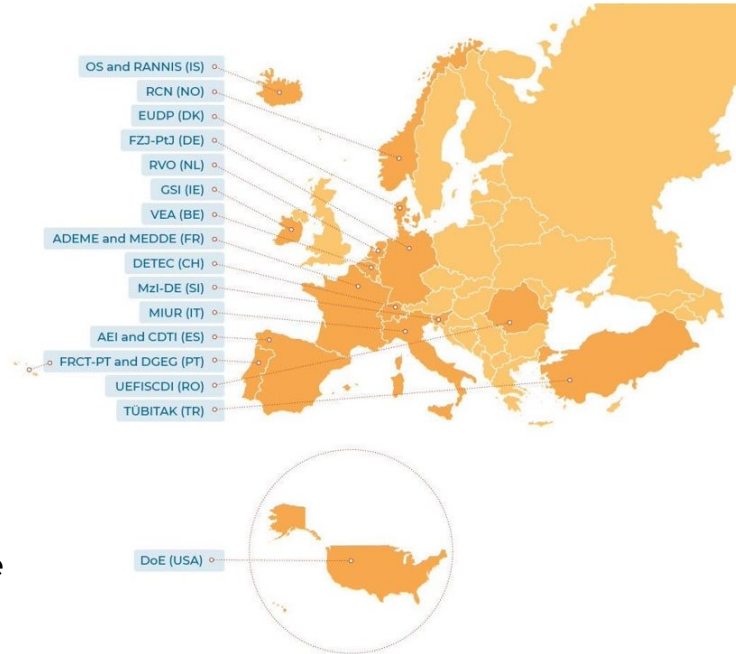 OS and RANNIS (IS)
RCN (NO)
EUDP (DK)
FZJ-PtJ (DE)
RVO (NL)
GSI (IE)
VEA (BE)
ADEME and MEDDE (FR)
DETEC (CH)
MzI-DE (SI)
MIUR (IT)
AEI and CDTI (ES)
FRCT-PT and DGEG (PT)
UEFISCDI (RO)
TÜBITAK (TR)
DoE (USA)
e